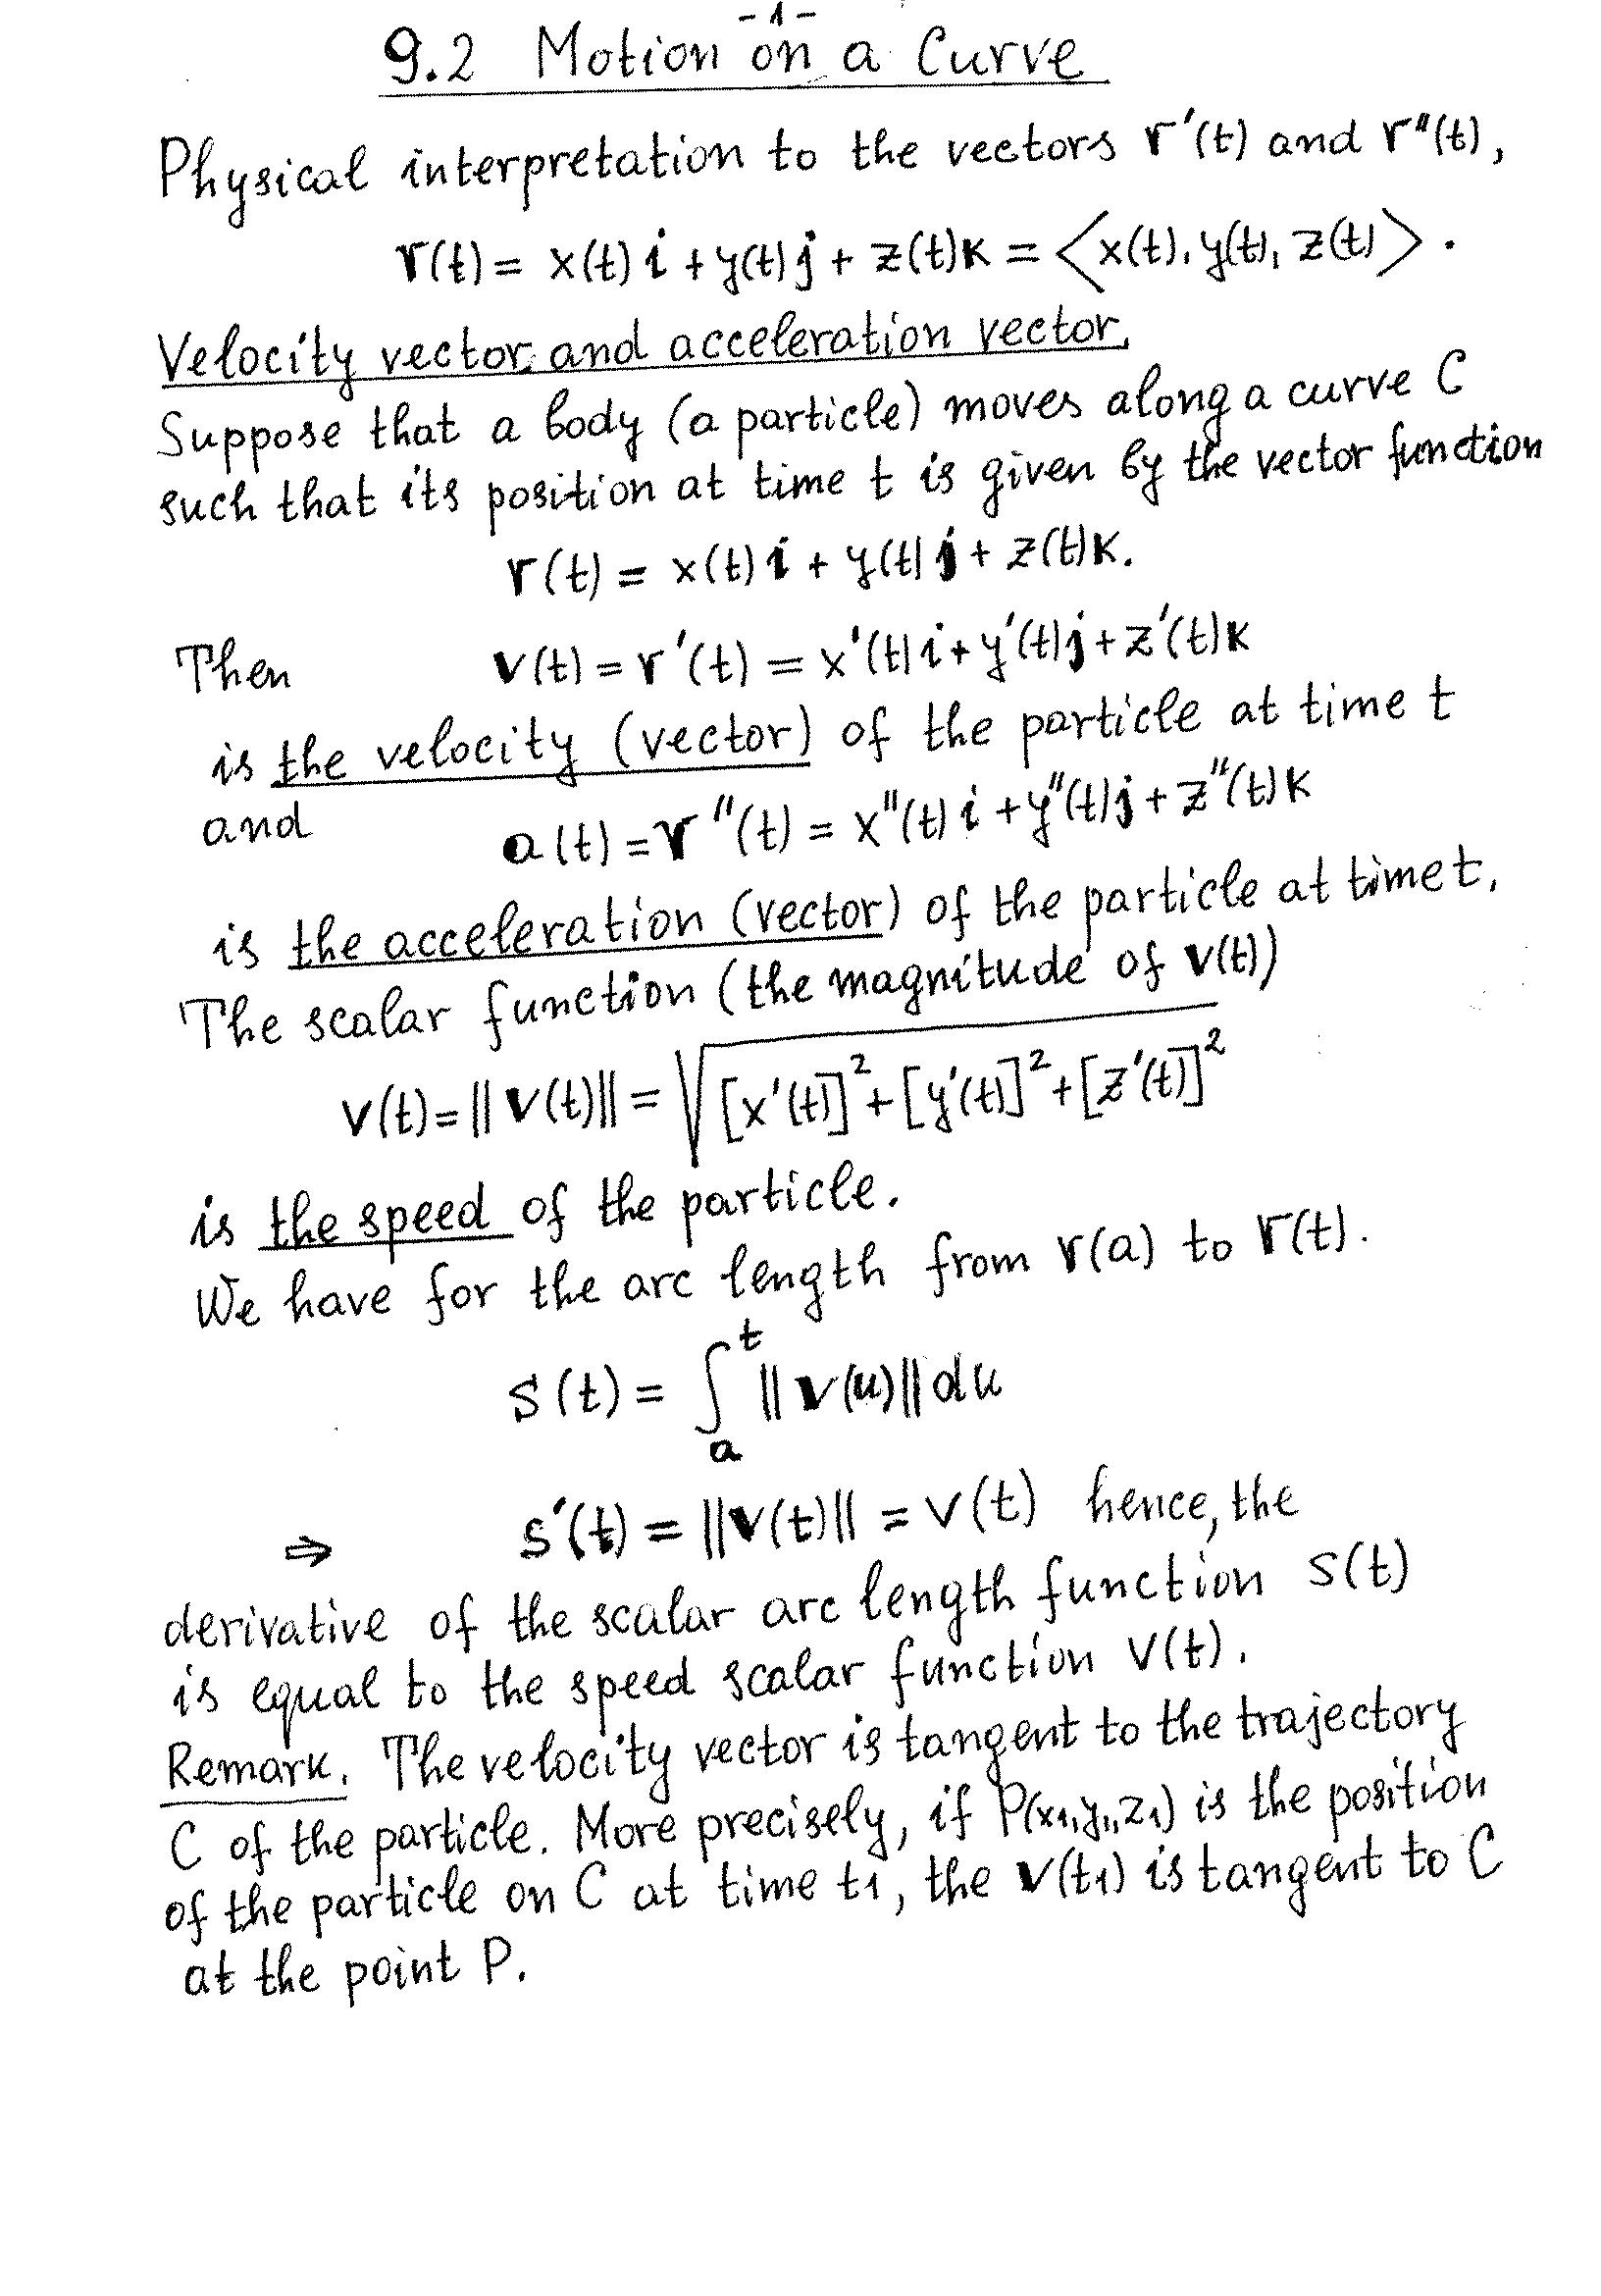 -1-
9.2 Motion on a Curve
Physical interpretation to the vectors r'(t) and r"(t),
r(t) = x(t) i + y(t) j + z(t) k = <x(t), y(t), z(t)>.
Velocity vector and acceleration vector.
Suppose that a body (a particle) moves along a curve C
such that its position at time t is given by the vector function
r(t) = x(t) i + y(t) j + z(t) k.
Then v(t) = r'(t) = x'(t) i + y'(t) j + z'(t) k
is the velocity (vector) of the particle at time t
and a(t) = r"(t) = x"(t) i + y"(t) j + z"(t) k
is the acceleration (vector) of the particle at time t.
The scalar function (the magnitude of v(t))
v(t) = ||v(t)|| = √([x'(t)]² + [y'(t)]² + [z'(t)]²)
is the speed of the particle.
We have for the arc length from r(a) to r(t).
s(t) = ∫ₐᵗ ||v(u)|| du
⇒ s'(t) = ||v(t)|| = v(t) hence, the
derivative of the scalar arc length function s(t)
is equal to the speed scalar function v(t).
Remark. The velocity vector is tangent to the trajectory
C of the particle. More precisely, if P(x₁, y₁, z₁) is the position
of the particle on C at time t₁, the v(t₁) is tangent to C
at the point P.